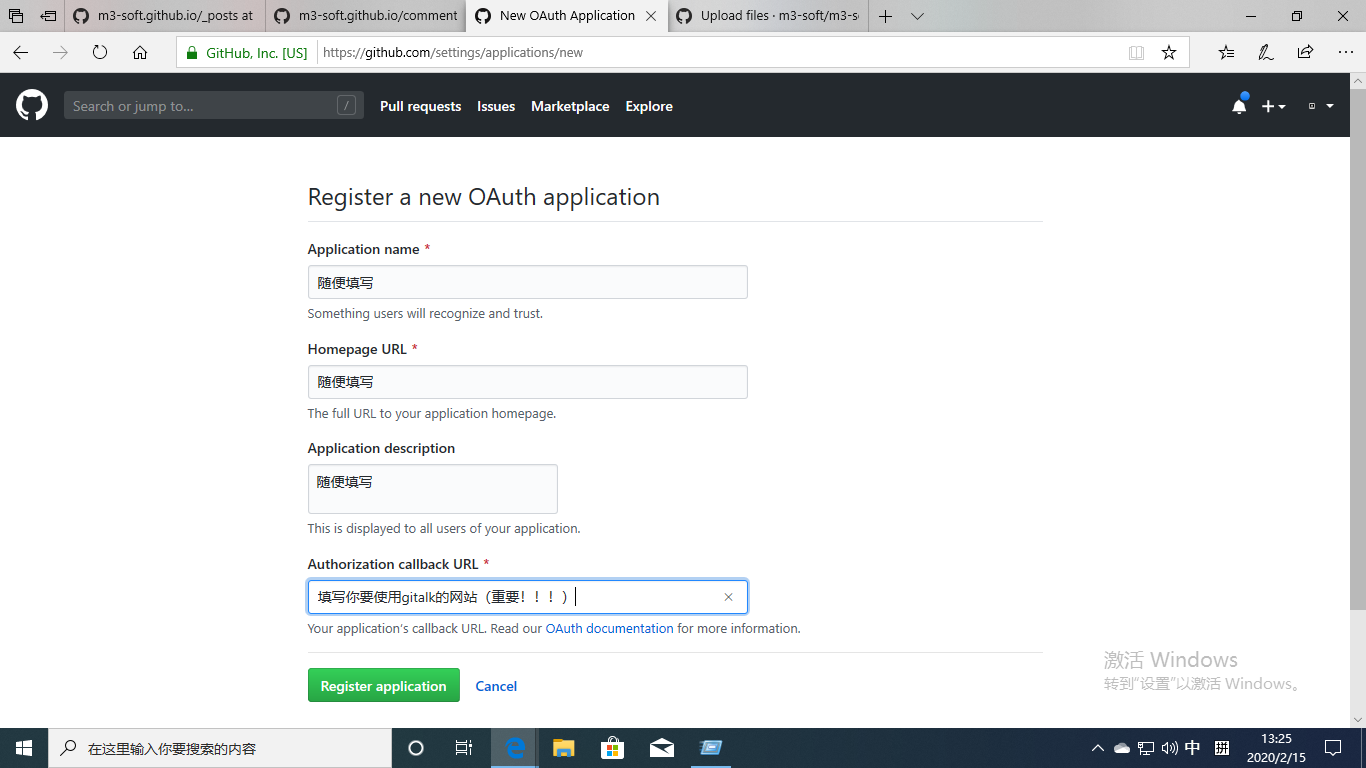 m3-soft.github.io/_posts at
m3-soft.github.io/comment
New OAuth Application
Upload files · m3-soft/m3-s
GitHub, Inc. [US]
https://github.com/settings/applications/new
Search or jump to...
/
Pull requests
Issues
Marketplace
Explore
Register a new OAuth application
Application name *
随便填写
Something users will recognize and trust.
Homepage URL *
随便填写
The full URL to your application homepage.
Application description
随便填写
This is displayed to all users of your application.
Authorization callback URL *
填写你要使用gitalk的网站（重要！！！）
Your application's callback URL. Read our OAuth documentation for more information.
Register application
Cancel
激活 Windows
转到"设置"以激活 Windows。
在这里输入你要搜索的内容
中
拼
13:25
2020/2/15